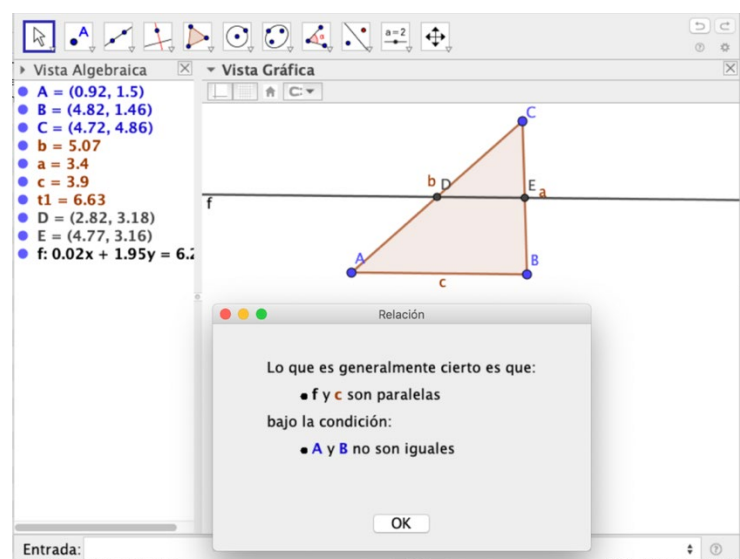 A
a=2
Vista Algebraica
Vista Gráfica
A = (0.92, 1.5)
B = (4.82, 1.46)
C = (4.72, 4.86)
b = 5.07
a = 3.4
c = 3.9
t1 = 6.63
D = (2.82, 3.18)
E = (4.77, 3.16)
f: 0.02x + 1.95y = 6.2
C
b D
E a
f
A
B
c
Relación
Lo que es generalmente cierto es que:
• f y c son paralelas
bajo la condición:
• A y B no son iguales
OK
Entrada: